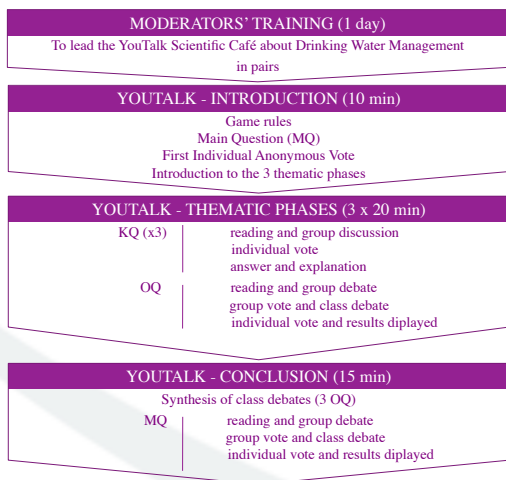 MODERATORS' TRAINING (1 day)
To lead the YouTalk Scientific Café about Drinking Water Management
in pairs
YOUTALK - INTRODUCTION (10 min)
Game rules
Main Question (MQ)
First Individual Anonymous Vote
Introduction to the 3 thematic phases
YOUTALK - THEMATIC PHASES (3 x 20 min)
KQ (x3) reading and group discussion
individual vote
answer and explanation
OQ reading and group debate
group vote and class debate
individual vote and results diplayed
YOUTALK - CONCLUSION (15 min)
Synthesis of class debates (3 OQ)
MQ reading and group debate
group vote and class debate
individual vote and results diplayed